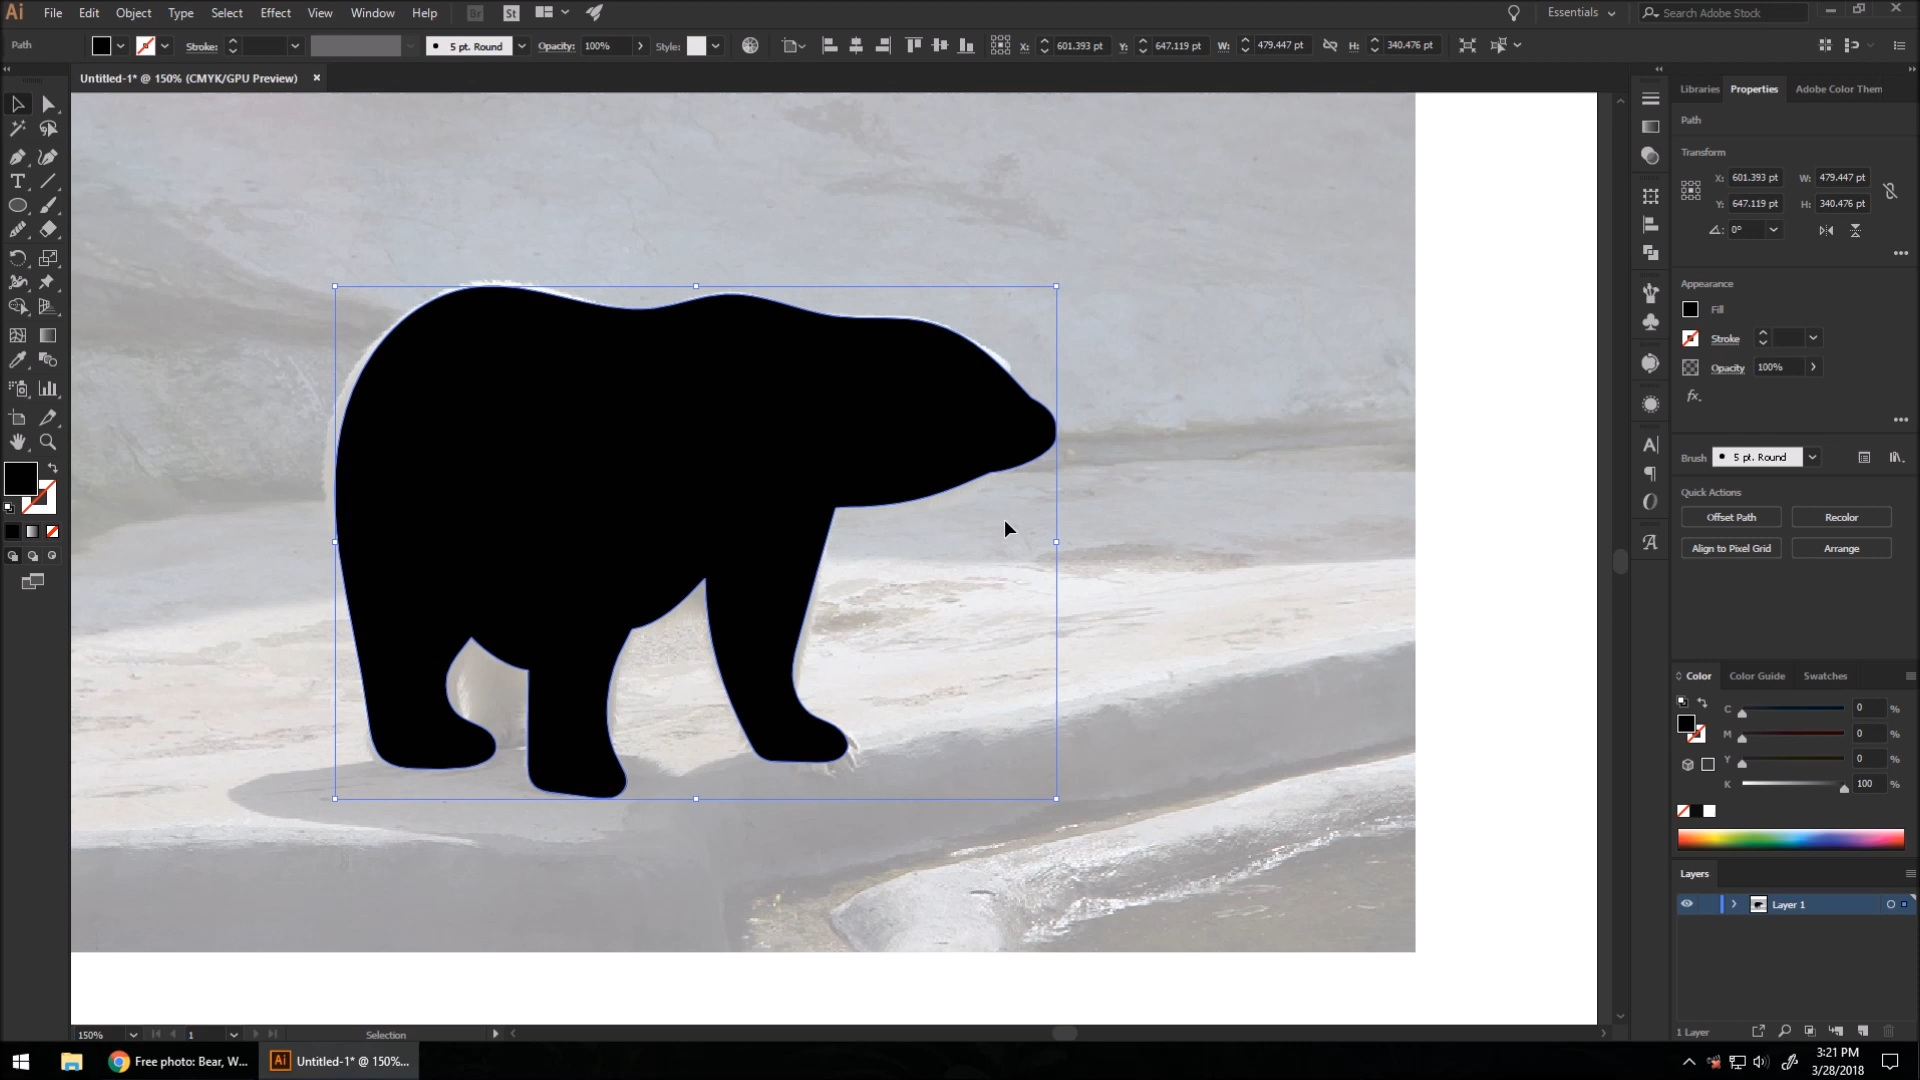 Ai File Edit Object Type Select Effect View Window Help Br St Essentials Search Adobe Stock
Path Stroke: 5 pt. Round Opacity: 100% Style: X: 601.393 pt Y: 647.119 pt W: 479.447 pt H: 340.476 pt
Untitled-1* @ 150% (CMYK/GPU Preview)
Libraries Properties Adobe Color Them
Path
Transform
X: 601.393 pt W: 479.447 pt
Y: 647.119 pt H: 340.476 pt
0°
Appearance
Fill
Stroke
Opacity 100%
fx.
Brush 5 pt. Round
Quick Actions
Offset Path Recolor
Align to Pixel Grid Arrange
Color Color Guide Swatches
C 0 %
M 0 %
Y 0 %
K 100 %
Layers
Layer 1
1 Layer
150% 1 Selection
Free photo: Bear, W... Ai Untitled-1* @ 150%...
3:21 PM
3/28/2018